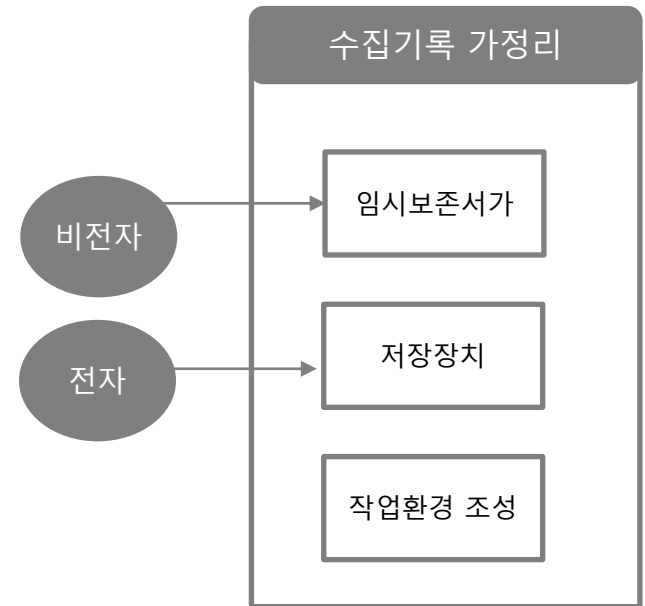 수집기록 가정리
비전자
임시보존서가
전자
저장장치
작업환경 조성